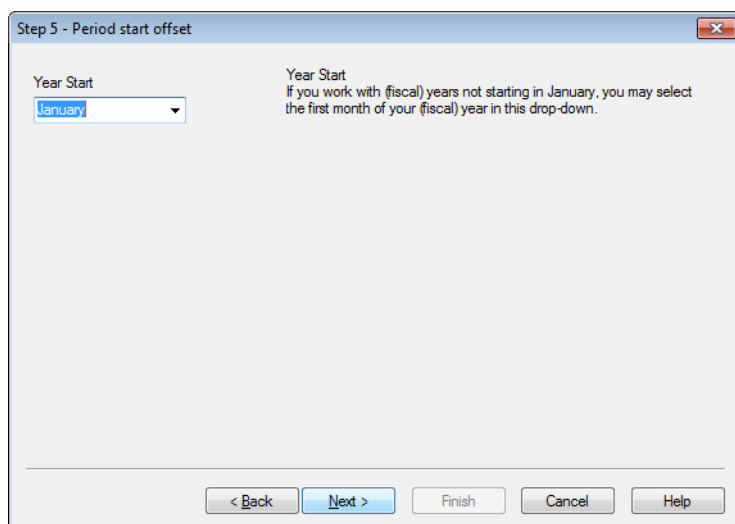 Step 5 - Period start offset
Year Start
January
Year Start
If you work with (fiscal) years not starting in January, you may select
the first month of your (fiscal) year in this drop-down.
< Back
Next >
Finish
Cancel
Help